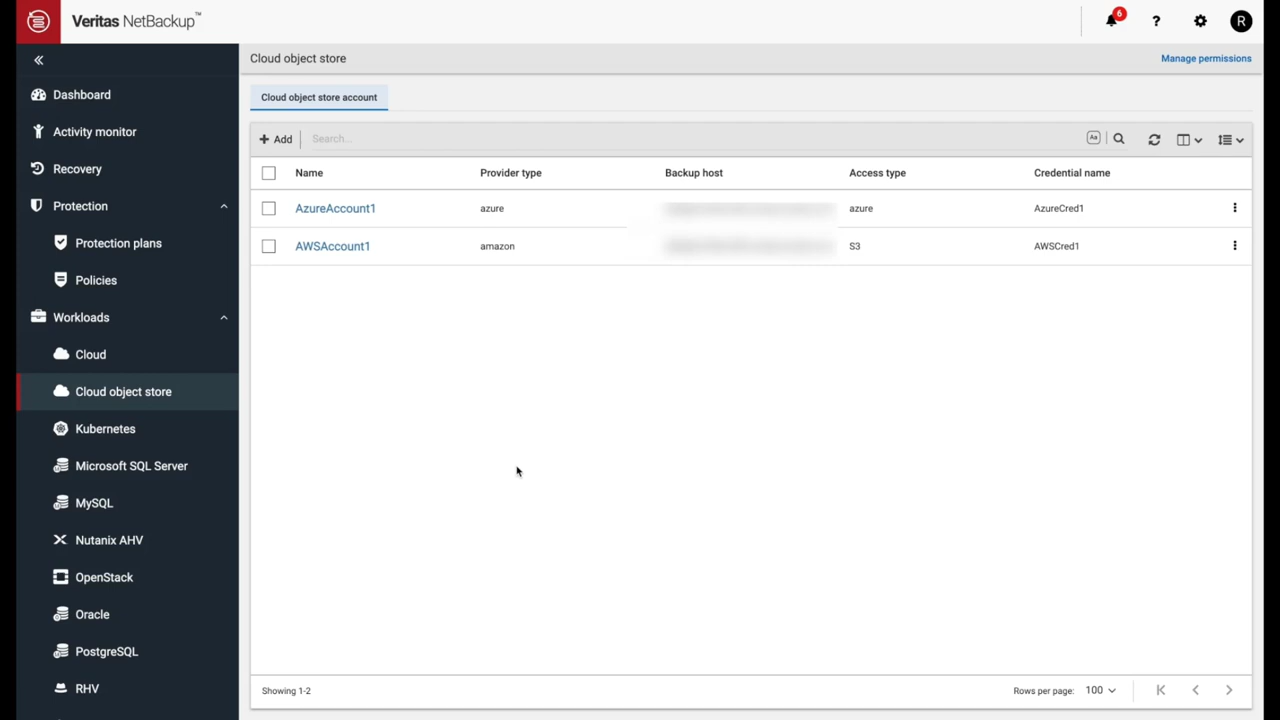 Veritas NetBackup™
6
?
R
Dashboard
Activity monitor
Recovery
Protection
Protection plans
Policies
Workloads
Cloud
Cloud object store
Kubernetes
Microsoft SQL Server
MySQL
Nutanix AHV
OpenStack
Oracle
PostgreSQL
RHV
Cloud object store
Manage permissions
Cloud object store account
+ Add
Search...
Aa
Name Provider type Backup host Access type Credential name
AzureAccount1 azure azure AzureCred1
AWSAccount1 amazon S3 AWSCred1
Showing 1-2
Rows per page: 100